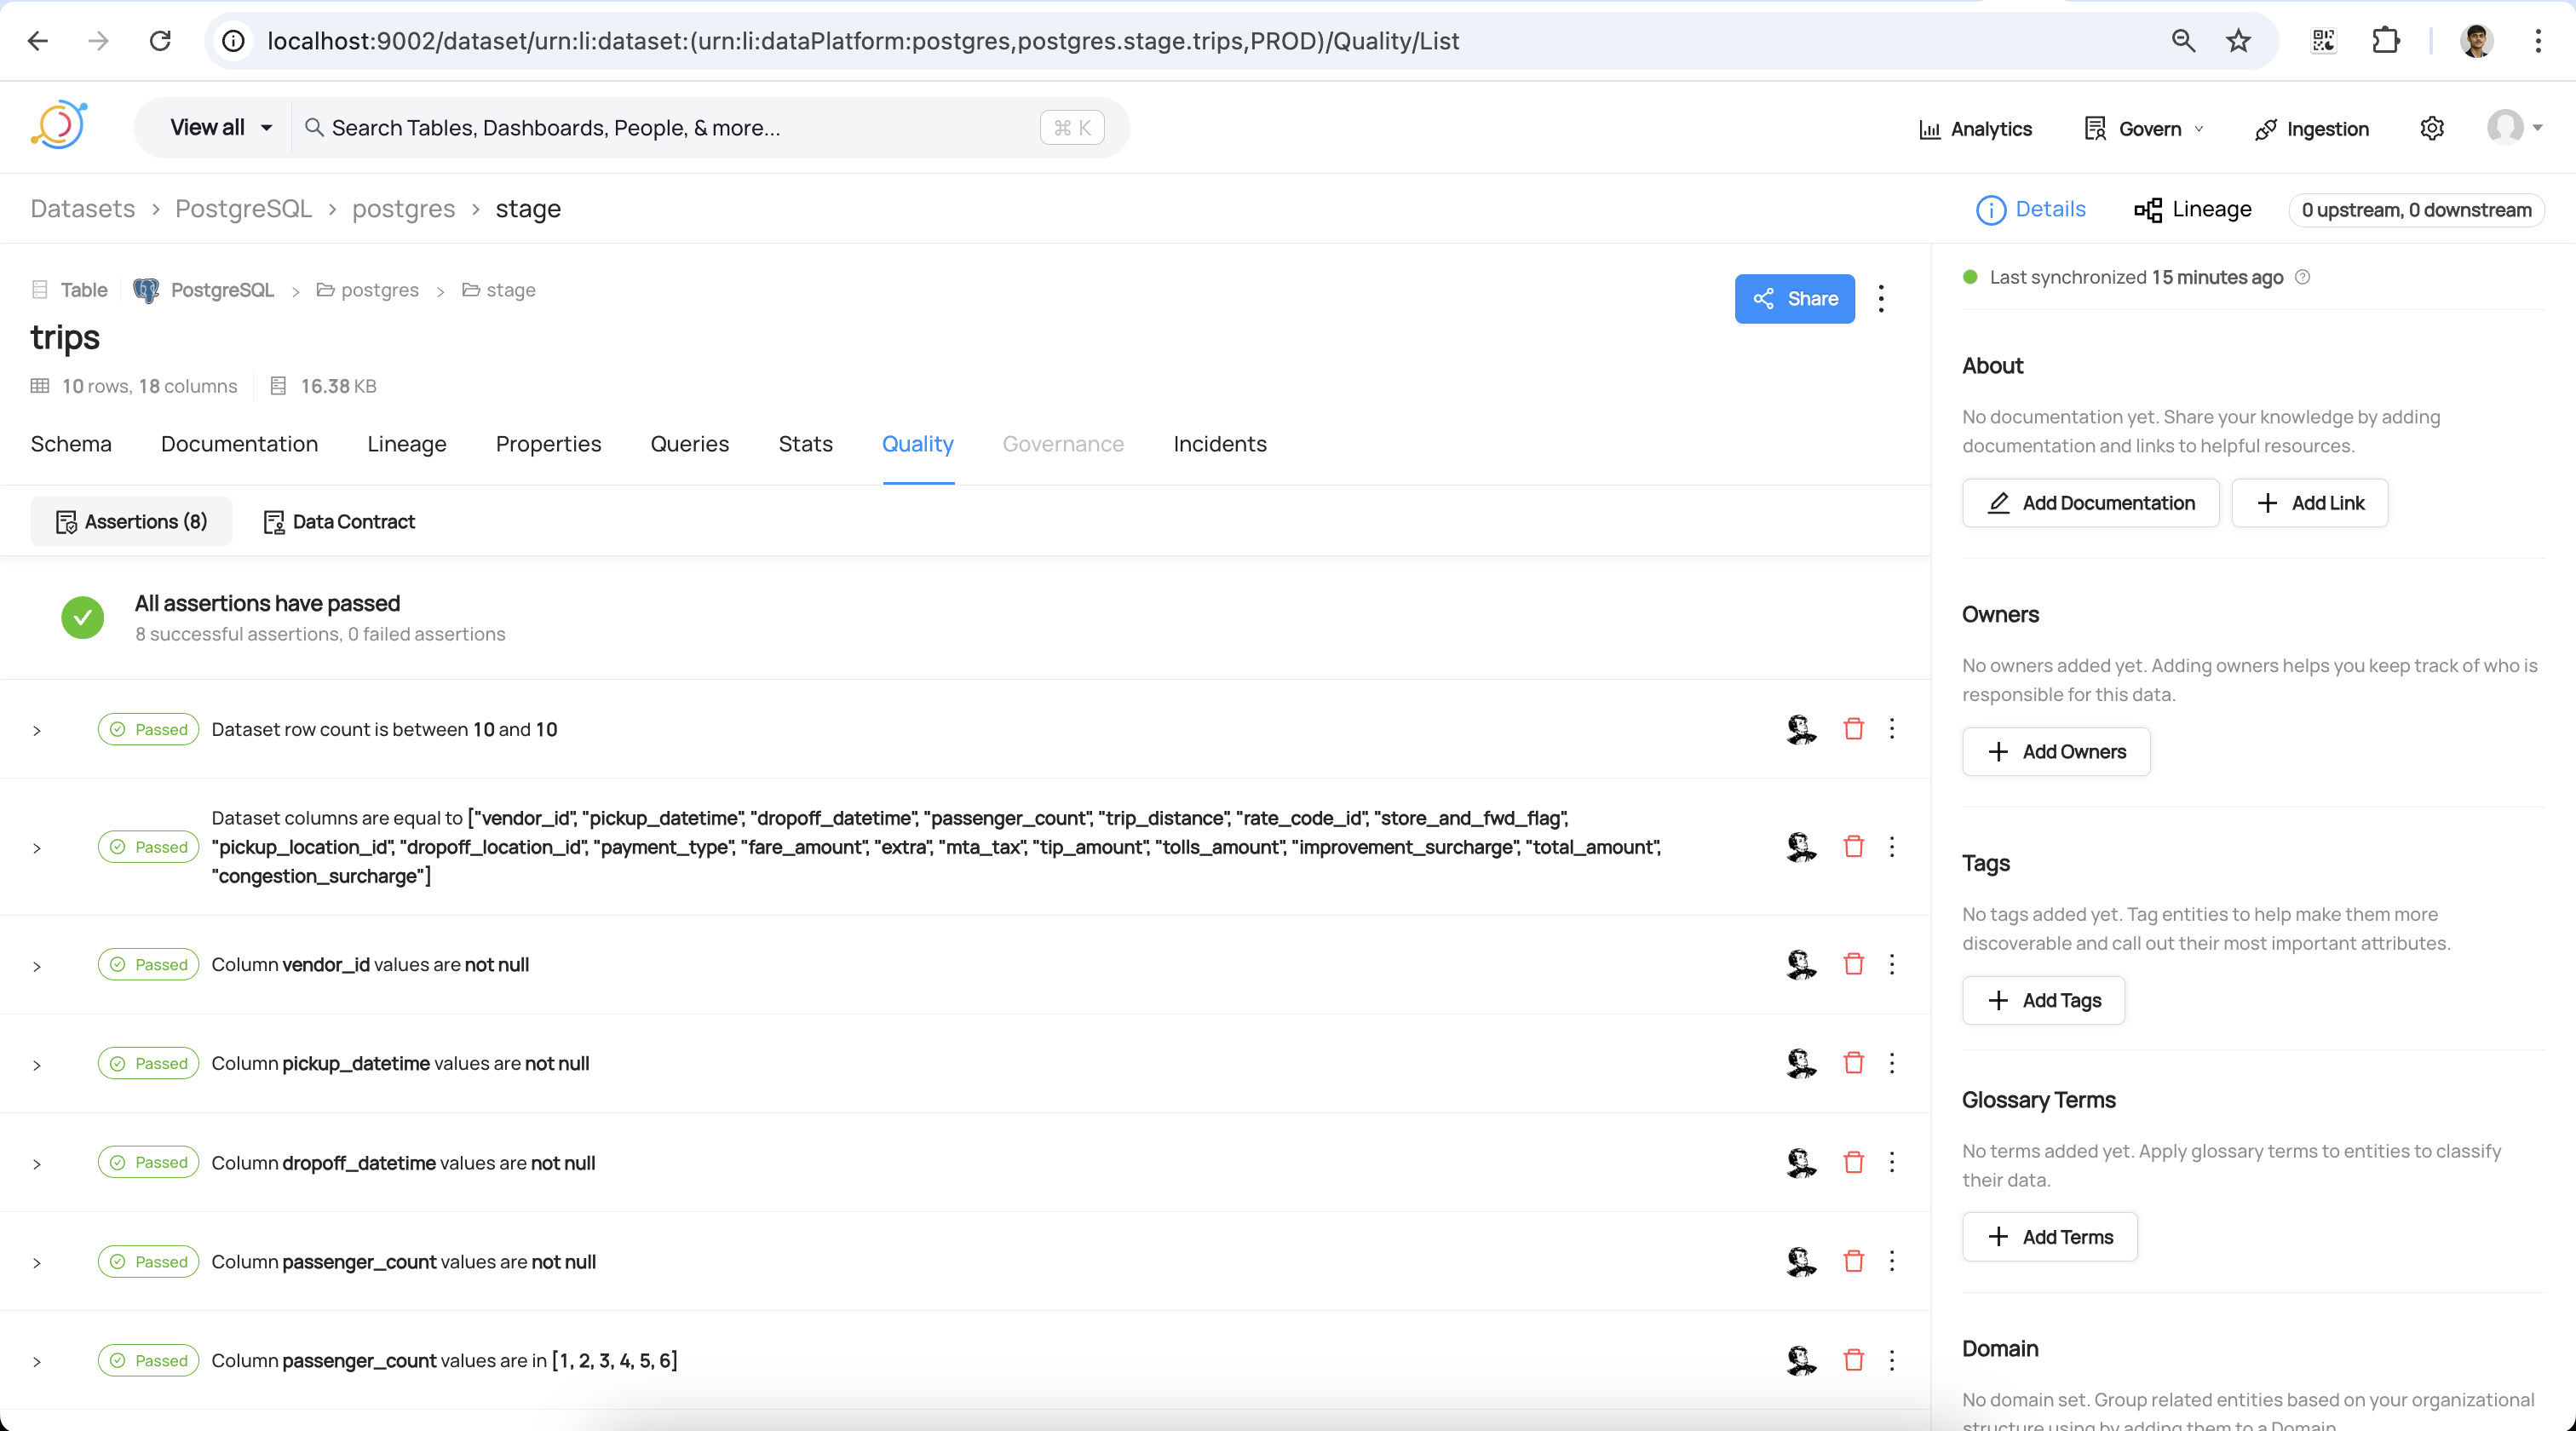 localhost:9002/dataset/urn:li:dataset:(urn:li:dataPlatform:postgres,postgres.stage.trips,PROD)/Quality/List
View all
Search Tables, Dashboards, People, & more...
⌘ K
Analytics
Govern
Ingestion
Datasets > PostgreSQL > postgres > stage
Details
Lineage
0 upstream, 0 downstream
Table
PostgreSQL > postgres > stage
Share
trips
10 rows, 18 columns
16.38 KB
Schema
Documentation
Lineage
Properties
Queries
Stats
Quality
Governance
Incidents
Assertions (8)
Data Contract
All assertions have passed
8 successful assertions, 0 failed assertions
Passed
Dataset row count is between 10 and 10
Passed
Dataset columns are equal to ["vendor_id", "pickup_datetime", "dropoff_datetime", "passenger_count", "trip_distance", "rate_code_id", "store_and_fwd_flag",
"pickup_location_id", "dropoff_location_id", "payment_type", "fare_amount", "extra", "mta_tax", "tip_amount", "tolls_amount", "improvement_surcharge", "total_amount",
"congestion_surcharge"]
Passed
Column vendor_id values are not null
Passed
Column pickup_datetime values are not null
Passed
Column dropoff_datetime values are not null
Passed
Column passenger_count values are not null
Passed
Column passenger_count values are in [1, 2, 3, 4, 5, 6]
Last synchronized 15 minutes ago
About
No documentation yet. Share your knowledge by adding
documentation and links to helpful resources.
Add Documentation
Add Link
Owners
No owners added yet. Adding owners helps you keep track of who is
responsible for this data.
Add Owners
Tags
No tags added yet. Tag entities to help make them more
discoverable and call out their most important attributes.
Add Tags
Glossary Terms
No terms added yet. Apply glossary terms to entities to classify
their data.
Add Terms
Domain
No domain set. Group related entities based on your organizational
structure using by adding them to a Domain.